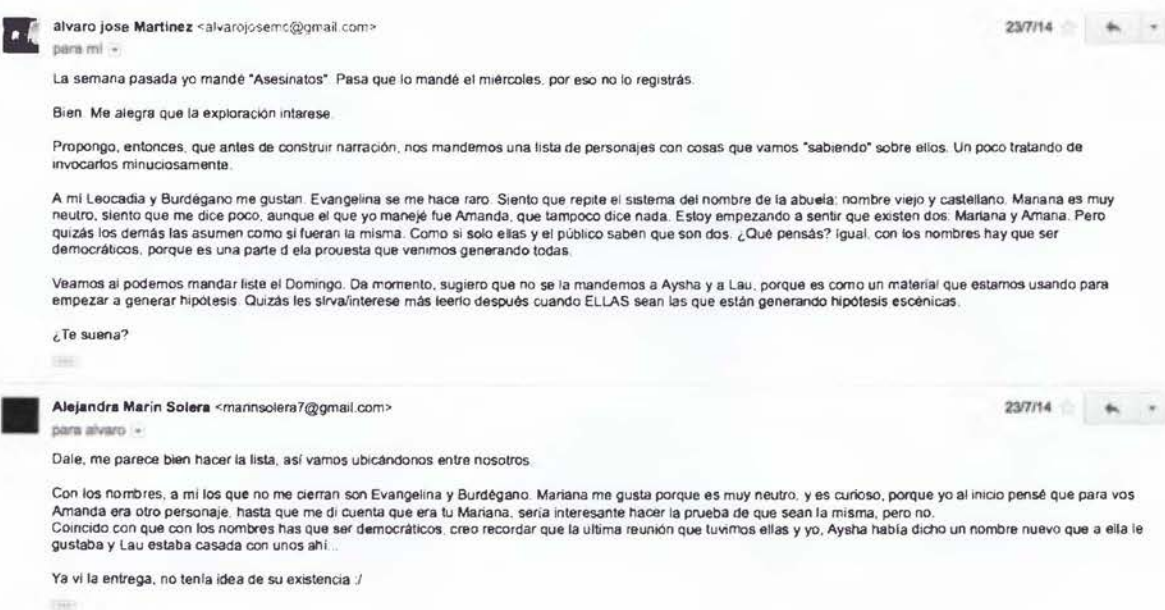 alvaro jose Martinez <alvarojosemc@gmail.com> 23/7/14
para mí
La semana pasada yo mandé "Asesinatos". Pasa que lo mandé el miércoles, por eso no lo registrás.
Bien. Me alegra que la exploración intarese.
Propongo, entonces, que antes de construir narración, nos mandemos una lista de personajes con cosas que vamos "sabiendo" sobre ellos. Un poco tratando de
invocarlos minuciosamente.
A mí Leocadia y Burdégano me gustan. Evangelina se me hace raro. Siento que repite el sistema del nombre de la abuela: nombre viejo y castellano. Mariana es muy
neutro, siento que me dice poco, aunque el que yo manejé fue Amanda, que tampoco dice nada. Estoy empezando a sentir que existen dos: Mariana y Amana. Pero
quizás los demás las asumen como si fueran la misma. Como si solo ellas y el público saben que son dos. ¿Qué pensás? Igual, con los nombres hay que ser
democráticos, porque es una parte d ela prouesta que venimos generando todas.
Veamos ai podemos mandar liste el Domingo. Da momento, sugiero que no se la mandemos a Aysha y a Lau, porque es como un material que estamos usando para
empezar a generar hipótesis. Quizás les sirva/interese más leerlo después cuando ELLAS sean las que están generando hipótesis escénicas.
¿Te suena?
Alejandra Marín Solera <marinsolera7@gmail.com> 23/7/14
para alvaro
Dale, me parece bien hacer la lista, así vamos ubicándonos entre nosotros.
Con los nombres, a mi los que no me cierran son Evangelina y Burdégano. Mariana me gusta porque es muy neutro, y es curioso, porque yo al inicio pensé que para vos
Amanda era otro personaje, hasta que me di cuenta que era tu Mariana, sería interesante hacer la prueba de que sean la misma, pero no.
Coincido con que con los nombres has que ser democráticos, creo recordar que la ultima reunión que tuvimos ellas y yo, Aysha había dicho un nombre nuevo que a ella le
gustaba y Lau estaba casada con unos ahí...
Ya vi la entrega, no tenía idea de su existencia :/